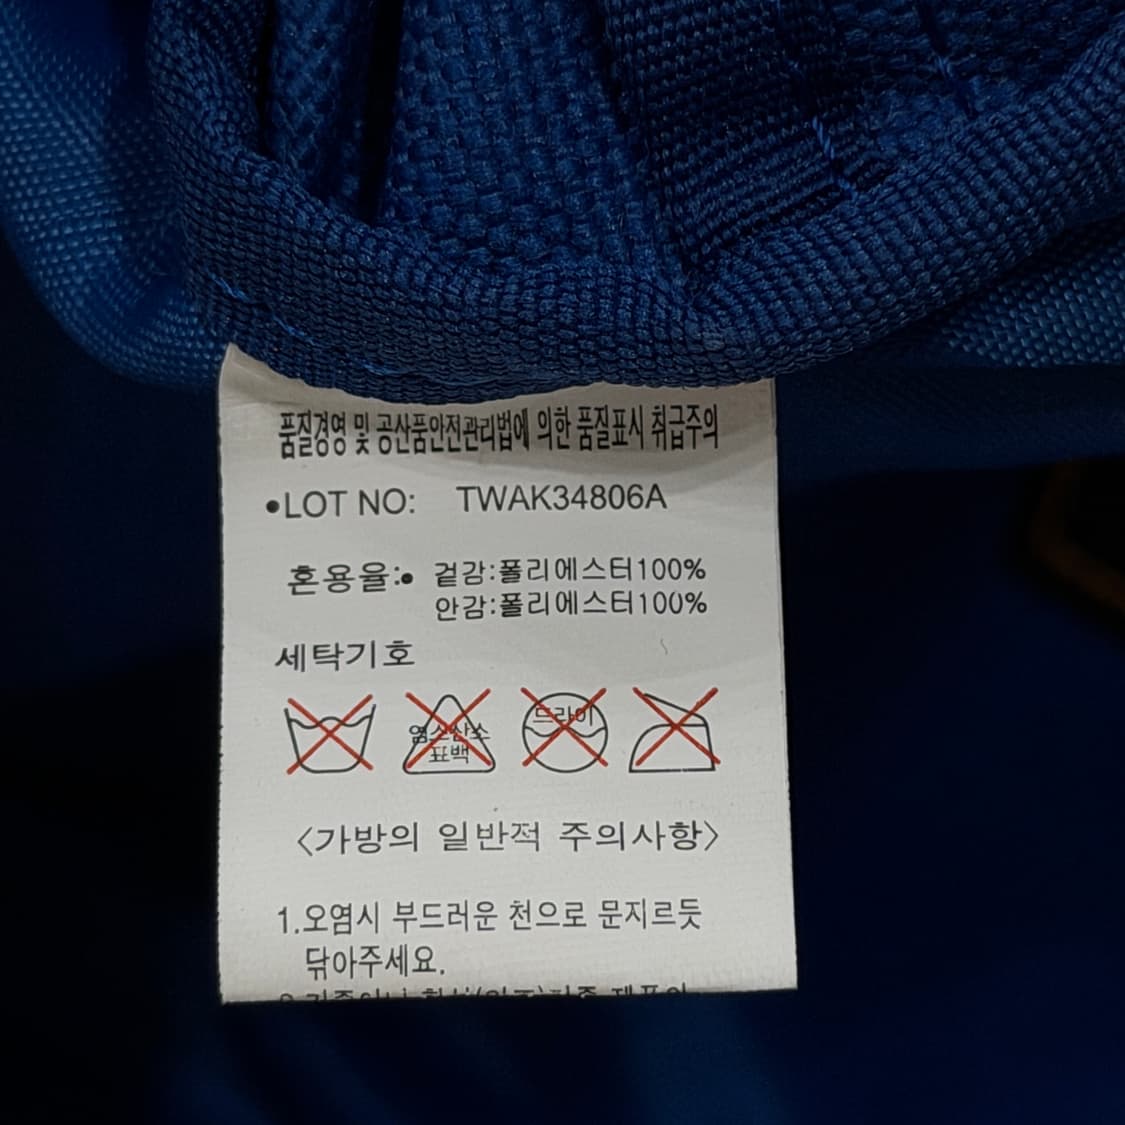 품질경영 및 공산품안전관리법에 의한 품질표시 취급주의
•LOT NO: TWAK34806A
혼용율:• 겉감:폴리에스터100%
안감:폴리에스터100%
세탁기호
염소산소
표백
드라이
〈가방의 일반적 주의사항〉
1.오염시 부드러운 천으로 문지르듯
닦아주세요.